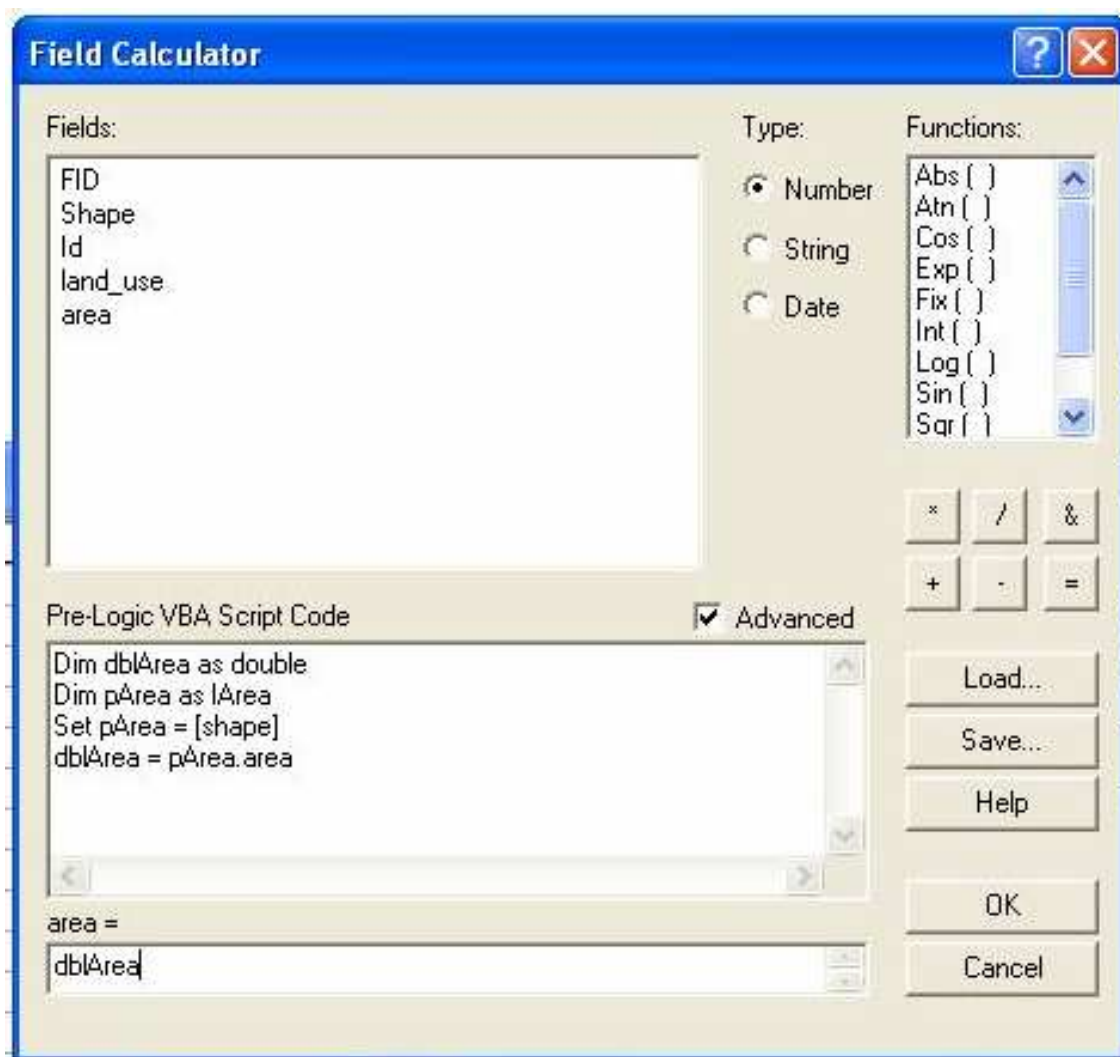 Field Calculator
Fields:
Type:
Functions:
FID
Shape
Id
land_use
area
Number
String
Date
Abs ( )
Atn ( )
Cos ( )
Exp ( )
Fix ( )
Int ( )
Log ( )
Sin ( )
Sqr ( )
* / &
+ - =
Pre-Logic VBA Script Code
Advanced
Dim dblArea as double
Dim pArea as IArea
Set pArea = [shape]
dblArea = pArea.area
Load...
Save...
Help
area =
dblArea
OK
Cancel